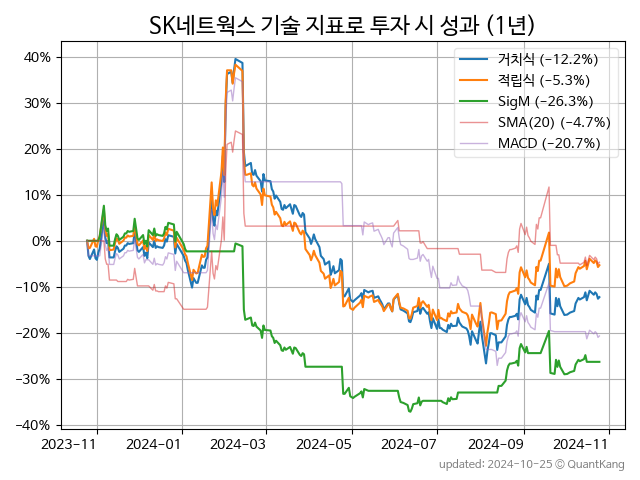 SK네트웍스 기술 지표로 투자 시 성과 (1년)
거치식 (−12.2%)
적립식 (−5.3%)
SigM (−26.3%)
SMA(20) (−4.7%)
MACD (−20.7%)
40%
30%
20%
10%
0%
−10%
−20%
−30%
−40%
2023-11
2024-01
2024-03
2024-05
2024-07
2024-09
2024-11
updated: 2024-10-25 © QuantKang